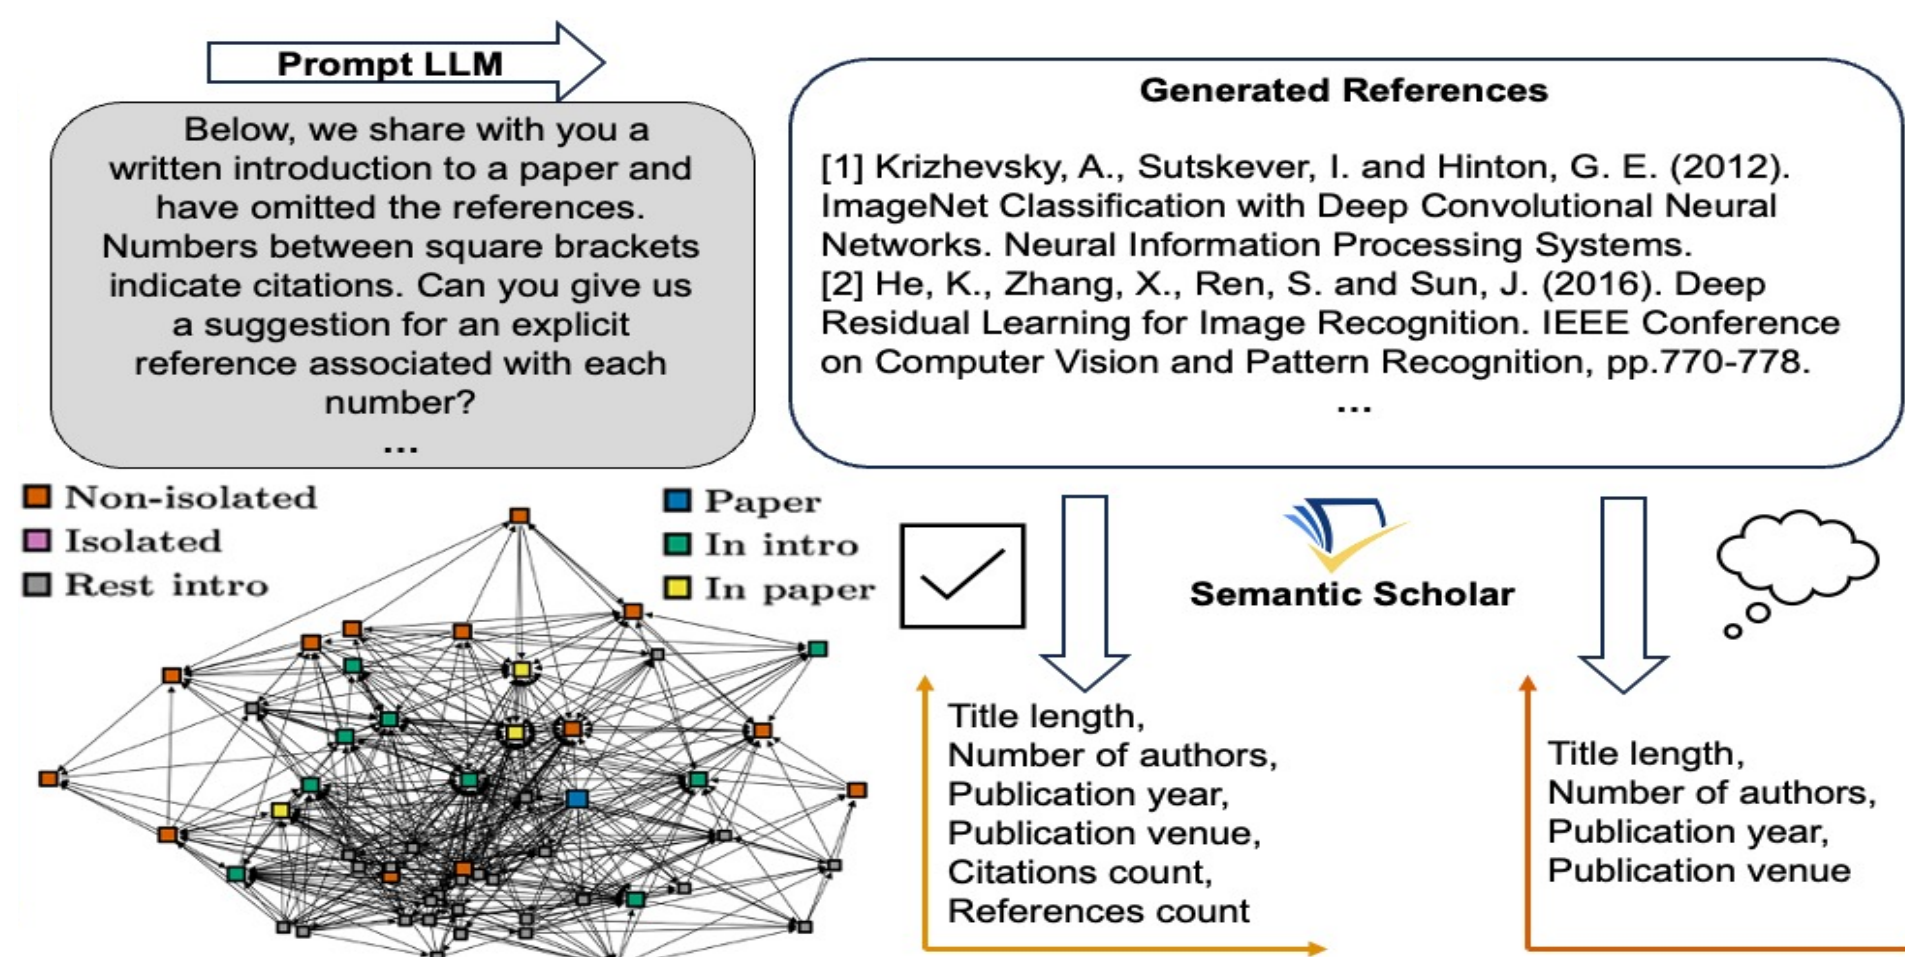 Prompt LLM
Below, we share with you a
written introduction to a paper and
have omitted the references.
Numbers between square brackets
indicate citations. Can you give us
a suggestion for an explicit
reference associated with each
number?
...
Generated References
[1] Krizhevsky, A., Sutskever, I. and Hinton, G. E. (2012).
ImageNet Classification with Deep Convolutional Neural
Networks. Neural Information Processing Systems.
[2] He, K., Zhang, X., Ren, S. and Sun, J. (2016). Deep
Residual Learning for Image Recognition. IEEE Conference
on Computer Vision and Pattern Recognition, pp.770-778.
...
Non-isolated
Isolated
Rest intro
Paper
In intro
In paper
Semantic Scholar
Title length,
Number of authors,
Publication year,
Publication venue,
Citations count,
References count
Title length,
Number of authors,
Publication year,
Publication venue